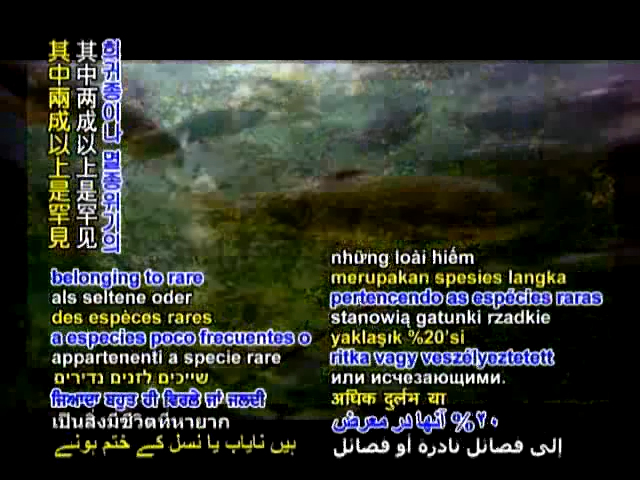 其中兩成以上是罕見
其中两成以上是罕见
희귀종이나 멸종위기의
belonging to rare
als seltene oder
des espèces rares
a especies poco frecuentes o
appartenenti a specie rare
שייכים לזנים נדירים
ਜ਼ਿਆਦਾ ਬਹੁਤ ਹੀ ਵਿਰਲੇ ਜਾਂ ਜਲਦੀ
เป็นสิ่งมีชีวิตที่หายาก
ہیں نایاب یا نسل کے ختم ہونے
những loài hiếm
merupakan spesies langka
pertencendo as espécies raras
stanowią gatunki rzadkie
yaklaşık %20'si
ritka vagy veszélyeztetett
или исчезающими.
अधिक दुर्लभ या
۲۰% آنها در معرض
إلى فصائل نادرة أو فصائل